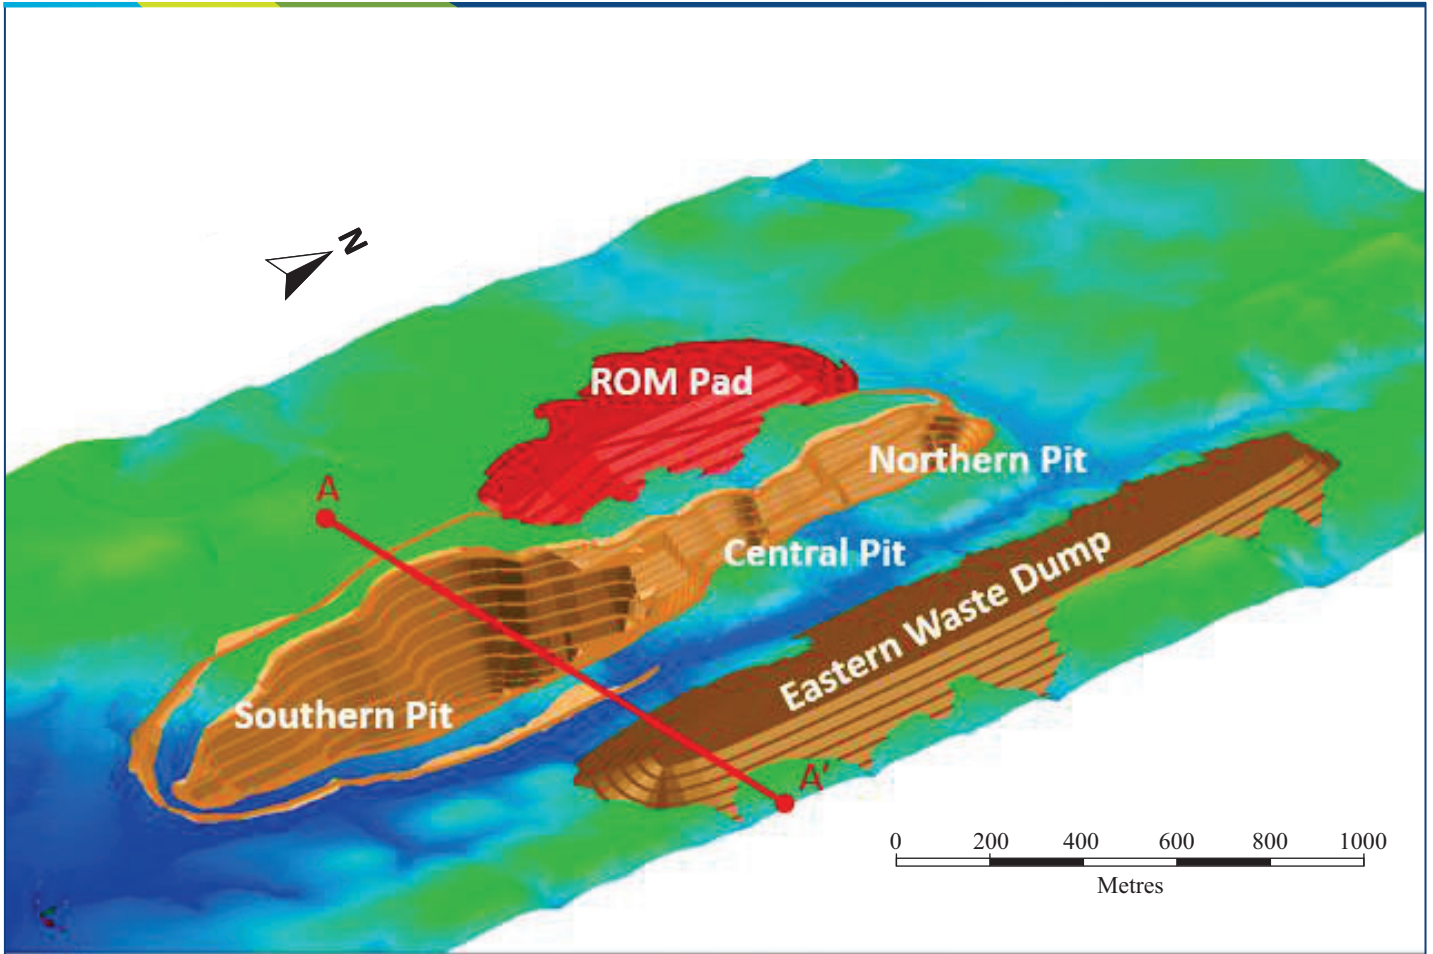 N
ROM Pad
Northern Pit
A
Central Pit
Eastern Waste Dump
Southern Pit
A'
0 200 400 600 800 1000
Metres